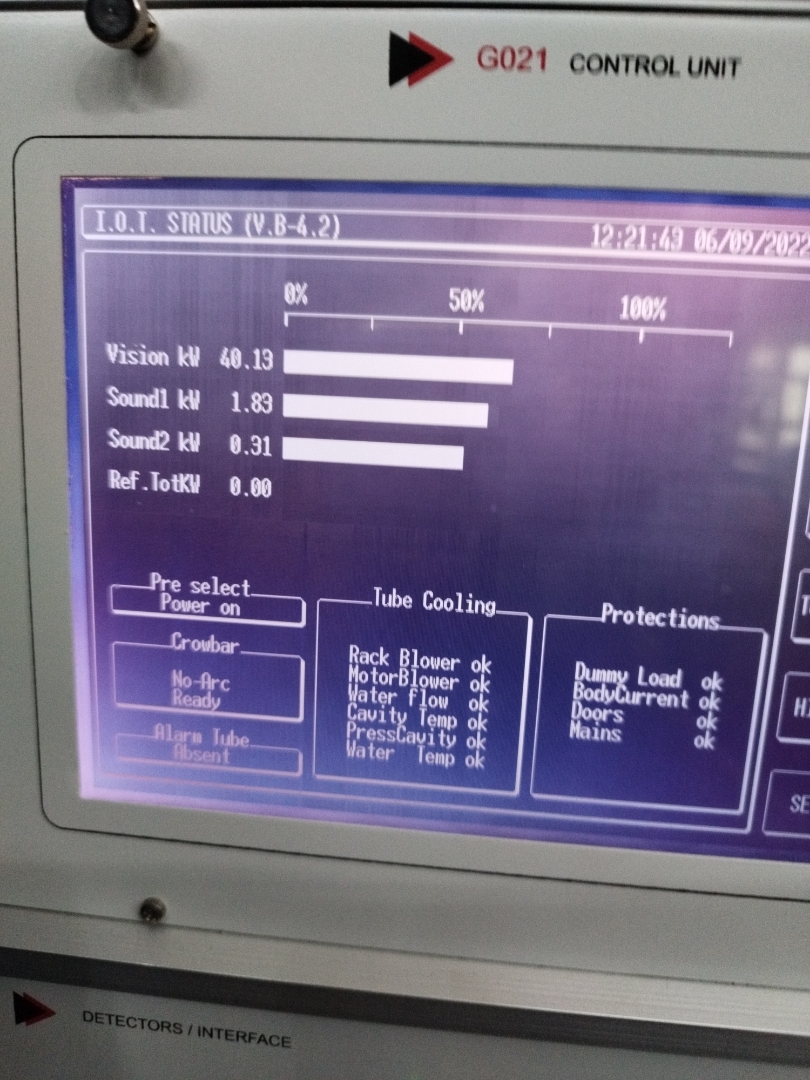 G021 CONTROL UNIT
I.O.T. STATUS (V.B-4.2) 12:21:43 06/09/2022
0% 50% 100%
Vision kW 40.13
Sound1 kW 1.83
Sound2 kW 0.31
Ref.TotKW 0.00
Pre select
Power on
Crowbar
No-Arc
Ready
Alarm Tube
Absent
Tube Cooling
Rack Blower ok
MotorBlower ok
Water flow ok
Cavity Temp ok
PressCavity ok
Water Temp ok
Protections
Dummy Load ok
BodyCurrent ok
Doors ok
Mains ok
SE
DETECTORS / INTERFACE